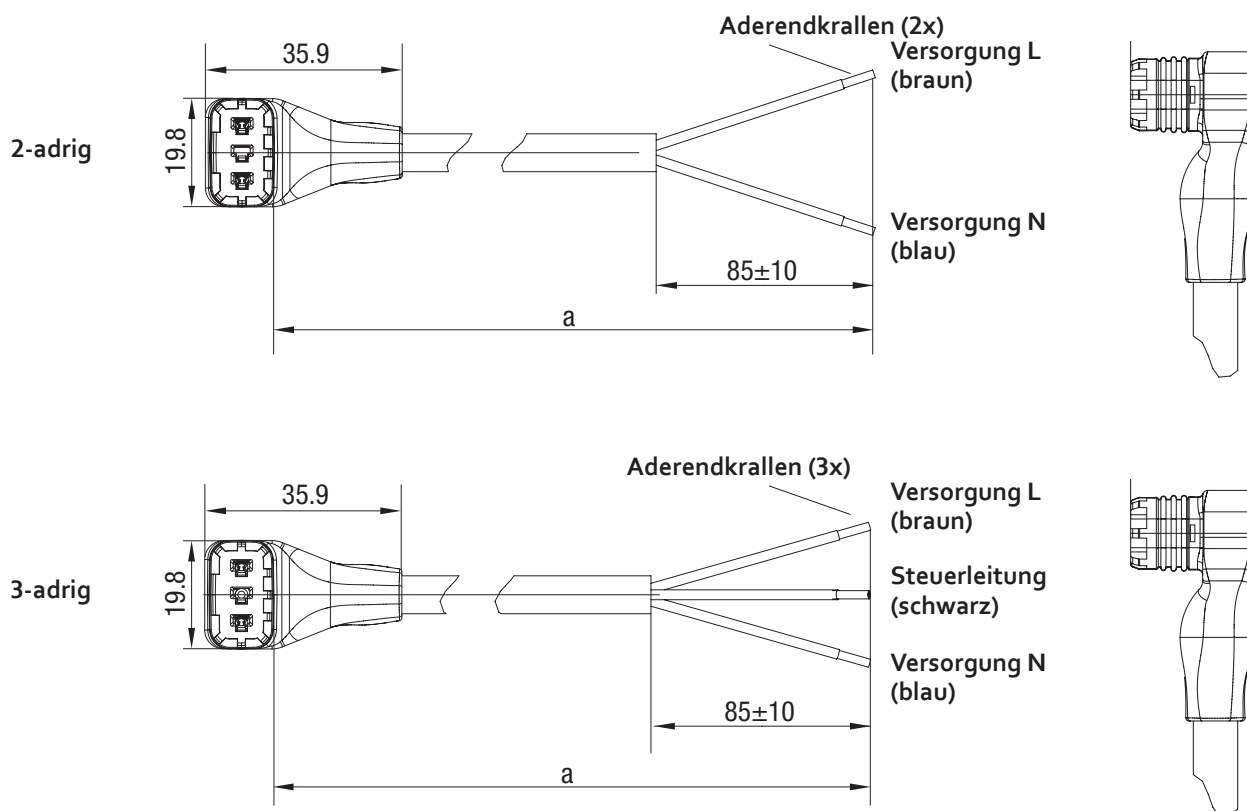 Aderendkrallen (2x)
35.9
Versorgung L
(braun)
2-adrig
19.8
Versorgung N
(blau)
85±10
a
Aderendkrallen (3x)
35.9
Versorgung L
(braun)
3-adrig
19.8
Steuerleitung
(schwarz)
Versorgung N
(blau)
85±10
a